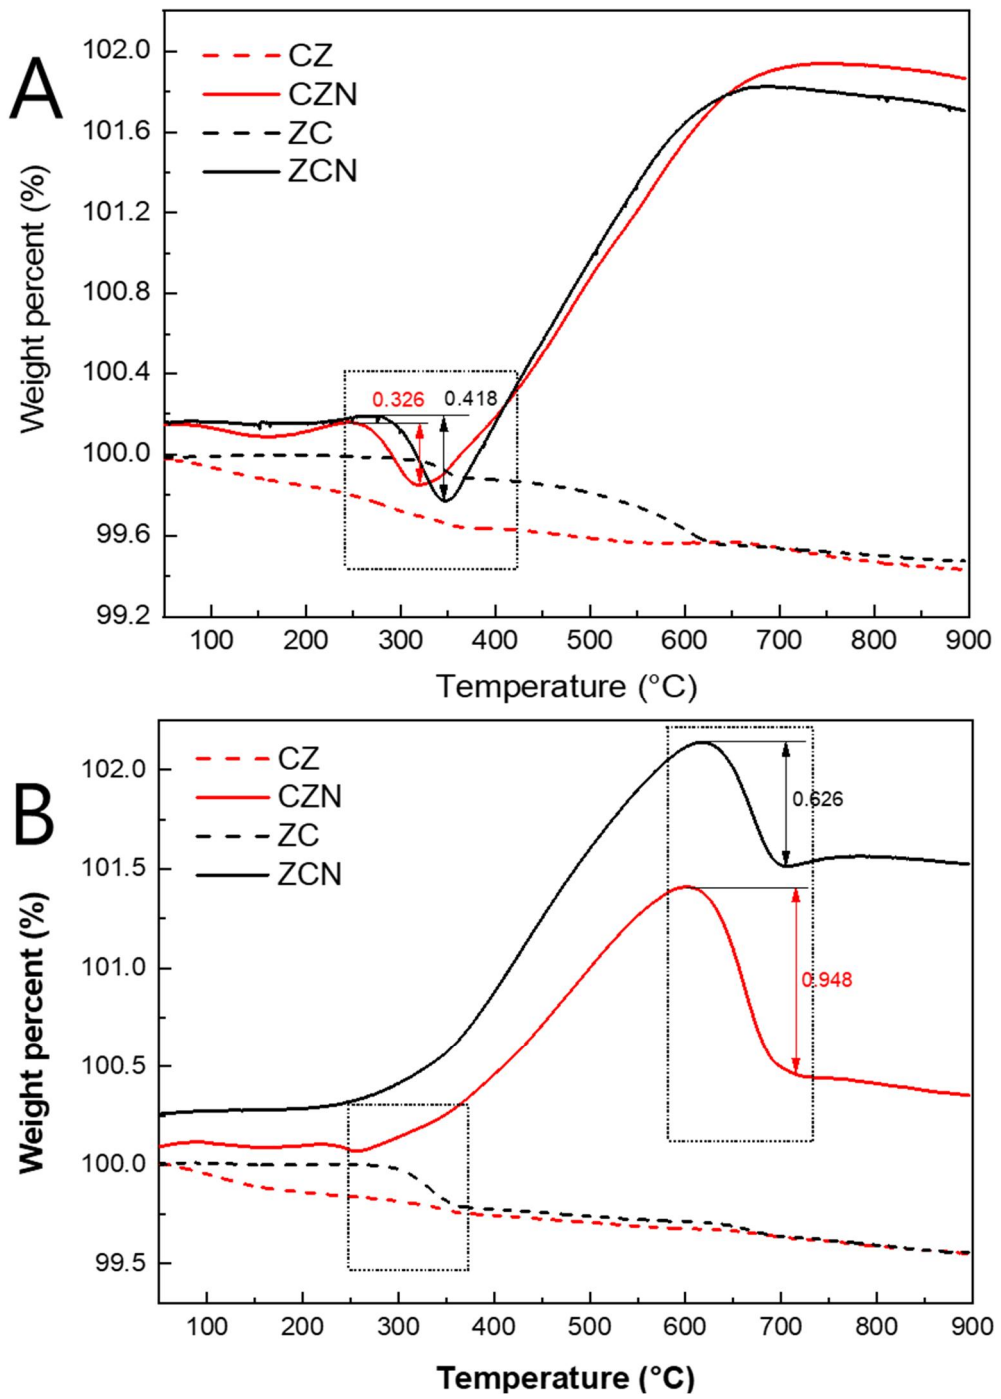 A
Weight percent (%)
102.0
101.6
101.2
100.8
100.4
100.0
99.6
99.2
CZ
CZN
ZC
ZCN
0.326
0.418
100 200 300 400 500 600 700 800 900
Temperature (°C)
B
Weight percent (%)
102.0
101.5
101.0
100.5
100.0
99.5
CZ
CZN
ZC
ZCN
0.626
0.948
100 200 300 400 500 600 700 800 900
Temperature (°C)